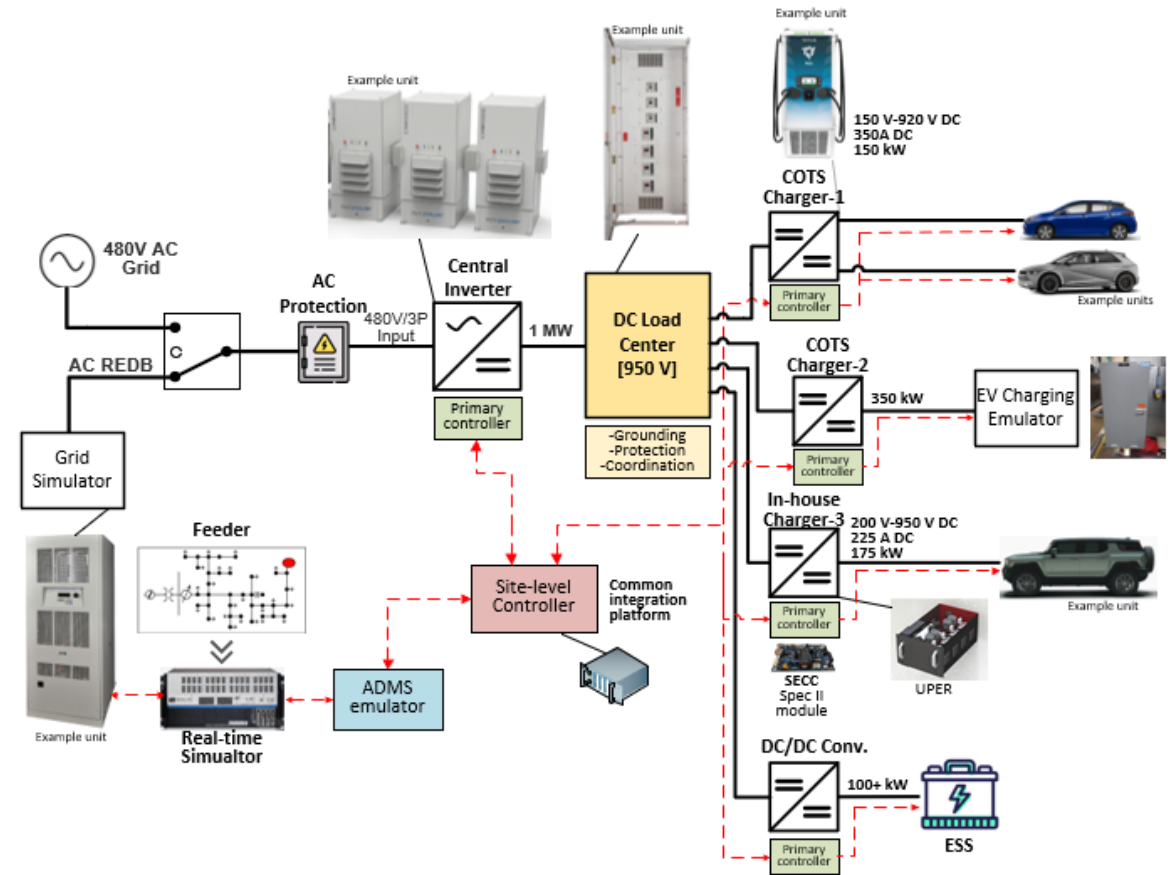 Example unit
Example unit
Example unit
150 V-920 V DC
350A DC
150 kW
COTS
Charger-1
480V AC
Grid
AC
Protection
Central
Inverter
480V/3P
Input
1 MW
DC Load
Center
[950 V]
Primary
controller
Example units
AC REDB
COTS
Charger-2
350 kW
EV Charging
Emulator
Primary
controller
-Grounding
-Protection
-Coordination
Primary
controller
Grid
Simulator
In-house
Charger-3
200 V-950 V DC
225 A DC
175 kW
Feeder
Site-level
Controller
Common
integration
platform
Primary
controller
Example unit
SECC
Spec II
module
UPER
ADMS
emulator
Example unit
Real-time
Simualtor
DC/DC Conv.
100+ kW
Primary
controller
ESS